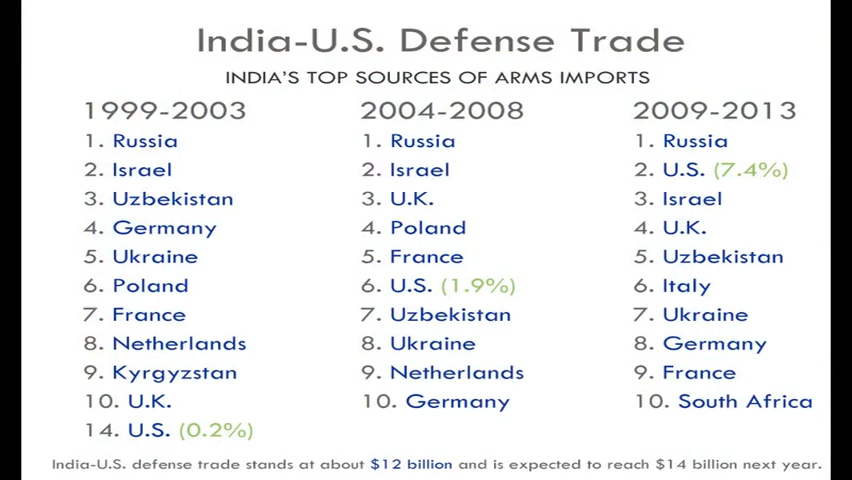 India-U.S. Defense Trade
INDIA'S TOP SOURCES OF ARMS IMPORTS
1999-2003
1. Russia
2. Israel
3. Uzbekistan
4. Germany
5. Ukraine
6. Poland
7. France
8. Netherlands
9. Kyrgyzstan
10. U.K.
14. U.S. (0.2%)
2004-2008
1. Russia
2. Israel
3. U.K.
4. Poland
5. France
6. U.S. (1.9%)
7. Uzbekistan
8. Ukraine
9. Netherlands
10. Germany
2009-2013
1. Russia
2. U.S. (7.4%)
3. Israel
4. U.K.
5. Uzbekistan
6. Italy
7. Ukraine
8. Germany
9. France
10. South Africa
India-U.S. defense trade stands at about $12 billion and is expected to reach $14 billion next year.